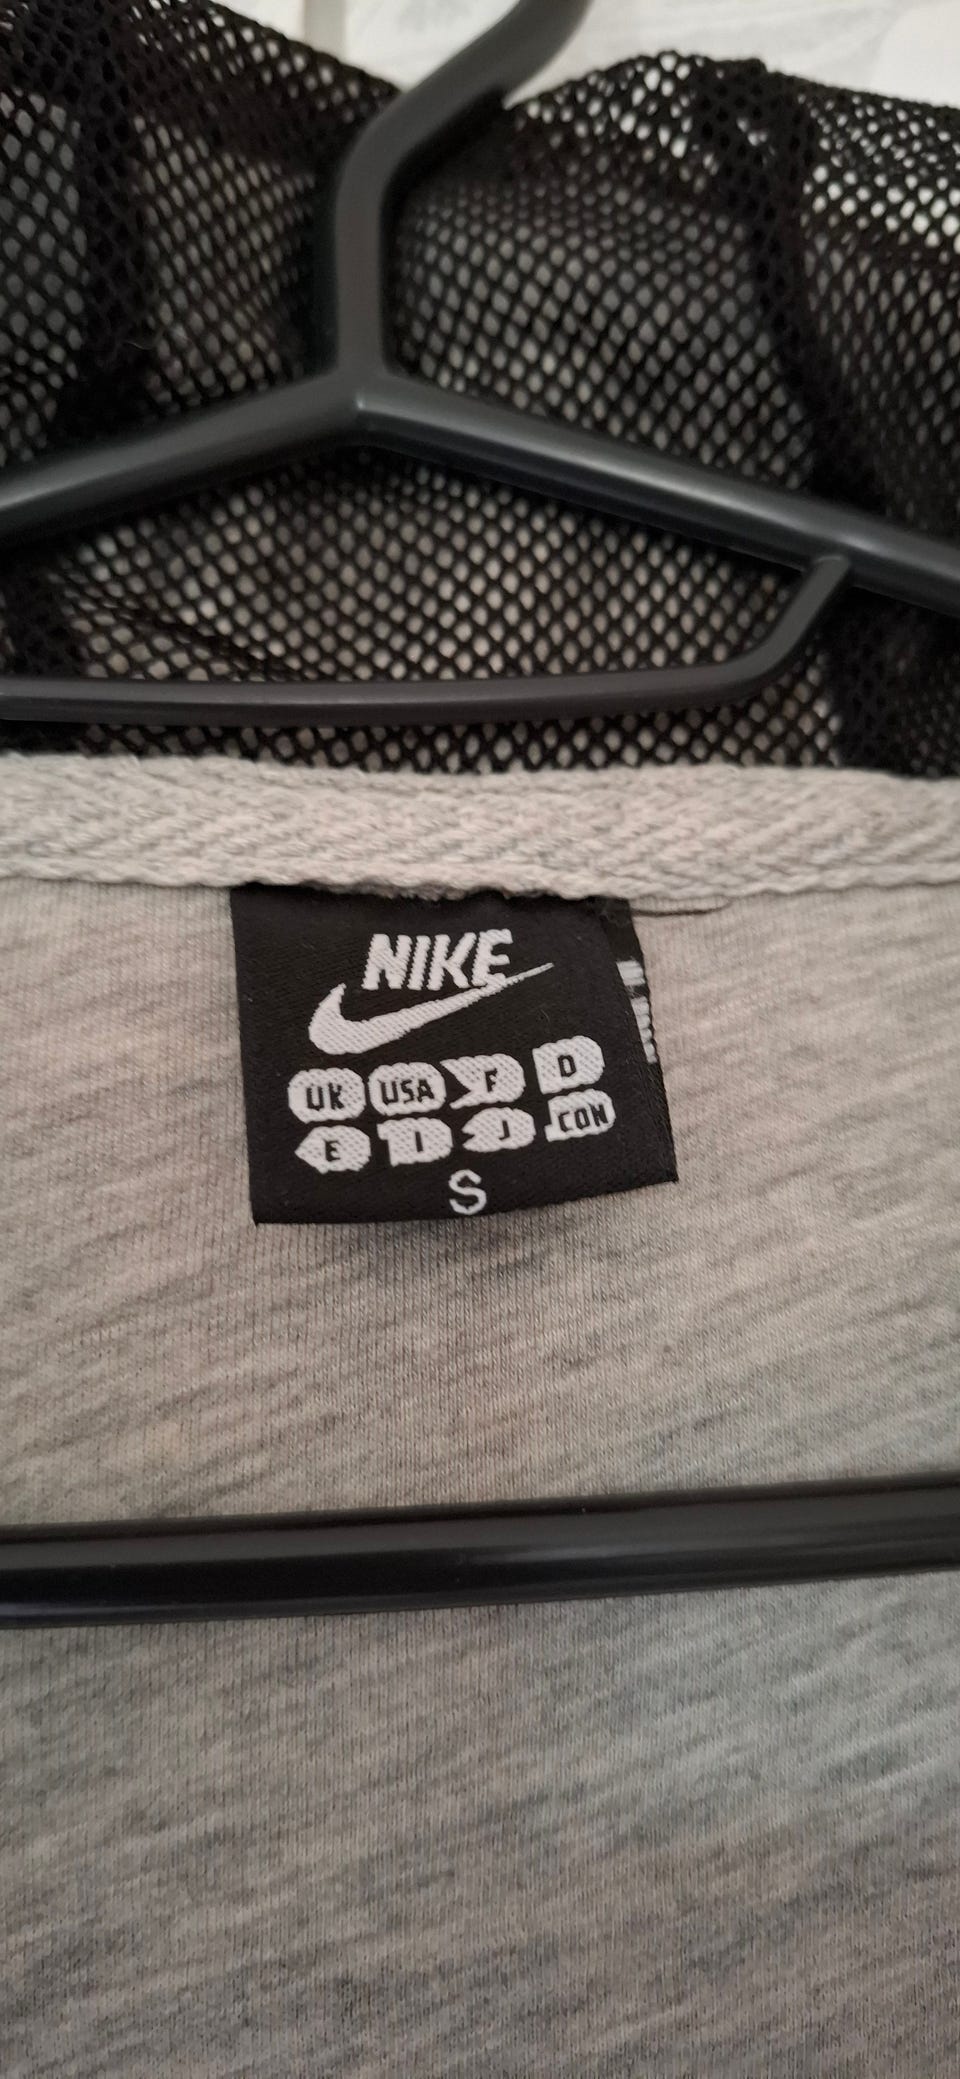 NIKE
UK USA F D
E I J CON
S